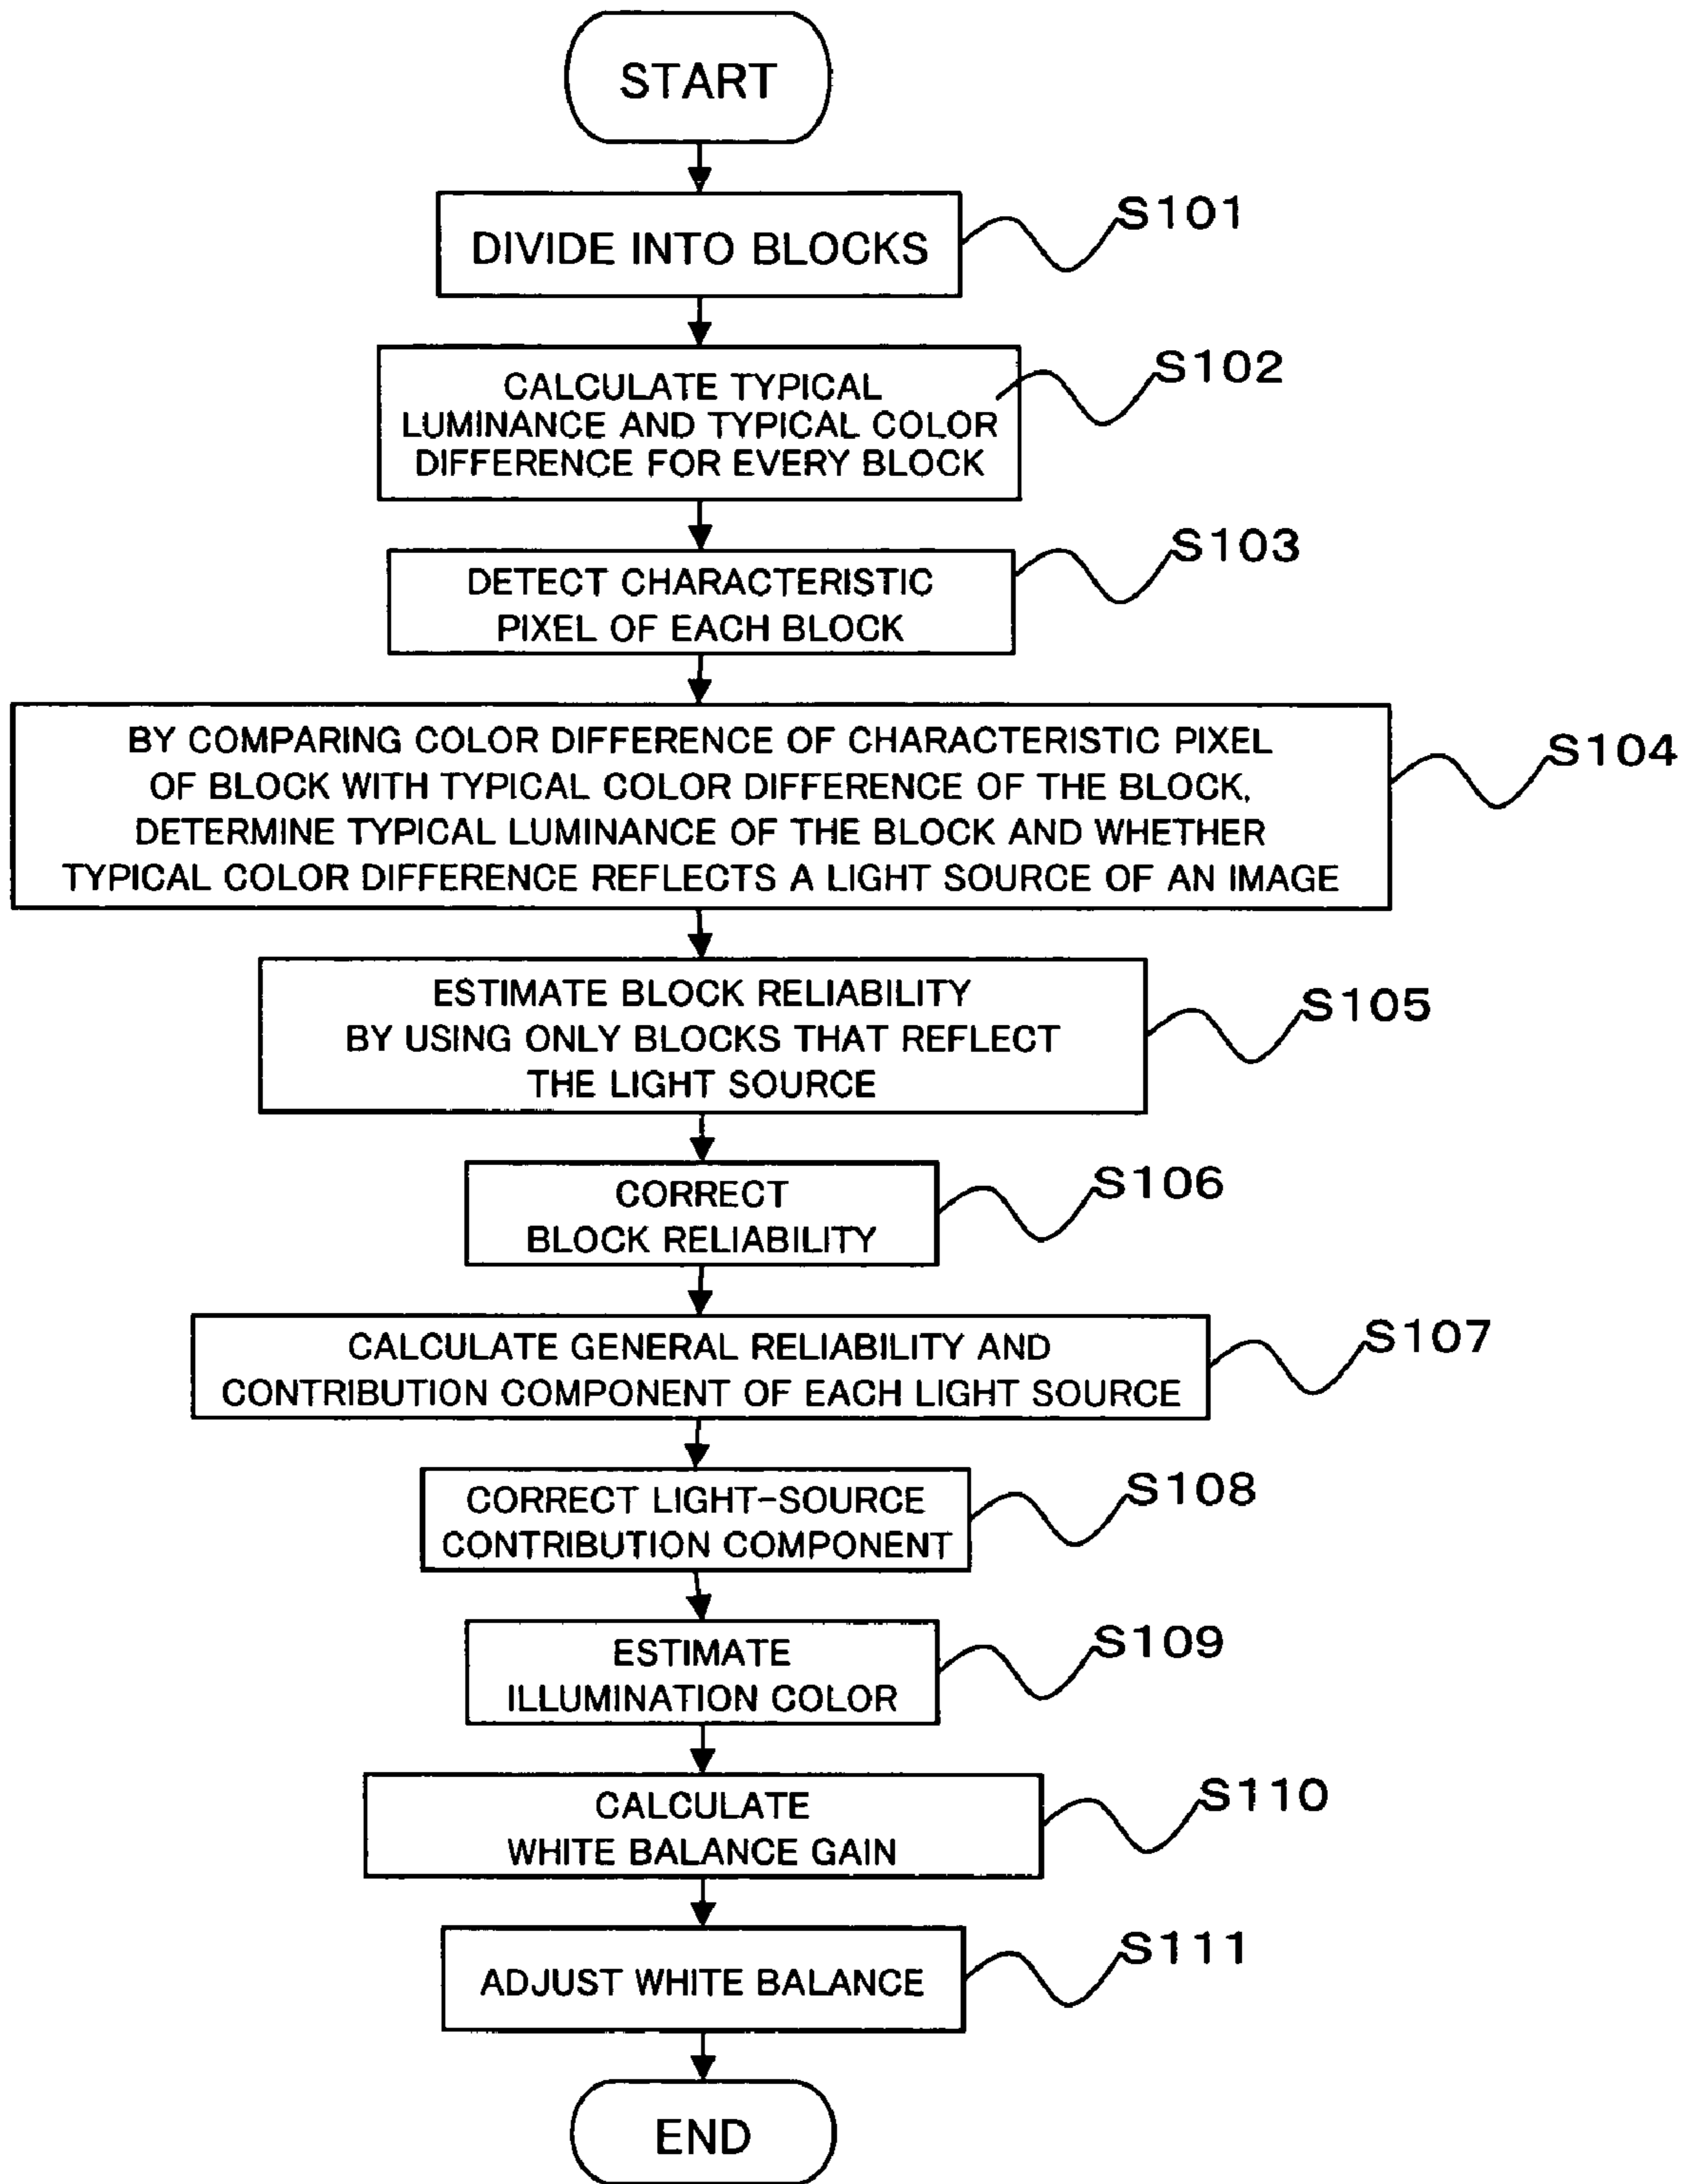 START
DIVIDE INTO BLOCKS
S101
CALCULATE TYPICAL
LUMINANCE AND TYPICAL COLOR
DIFFERENCE FOR EVERY BLOCK
S102
DETECT CHARACTERISTIC
PIXEL OF EACH BLOCK
S103
BY COMPARING COLOR DIFFERENCE OF CHARACTERISTIC PIXEL
OF BLOCK WITH TYPICAL COLOR DIFFERENCE OF THE BLOCK,
DETERMINE TYPICAL LUMINANCE OF THE BLOCK AND WHETHER
TYPICAL COLOR DIFFERENCE REFLECTS A LIGHT SOURCE OF AN IMAGE
S104
ESTIMATE BLOCK RELIABILITY
BY USING ONLY BLOCKS THAT REFLECT
THE LIGHT SOURCE
S105
CORRECT
BLOCK RELIABILITY
S106
CALCULATE GENERAL RELIABILITY AND
CONTRIBUTION COMPONENT OF EACH LIGHT SOURCE
S107
CORRECT LIGHT-SOURCE
CONTRIBUTION COMPONENT
S108
ESTIMATE
ILLUMINATION COLOR
S109
CALCULATE
WHITE BALANCE GAIN
S110
ADJUST WHITE BALANCE
S111
END